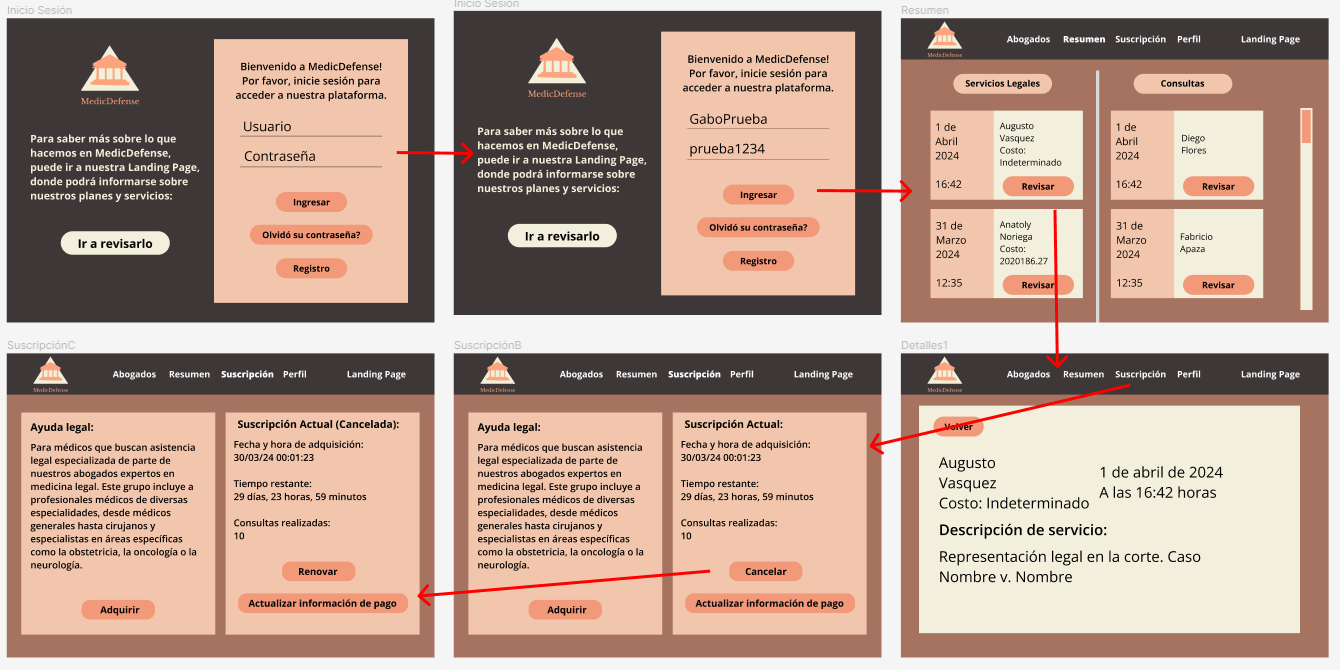 Inicio Sesión
MedicDefense
Para saber más sobre lo que
hacemos en MedicDefense,
puede ir a nuestra Landing Page,
donde podrá informarse sobre
nuestros planes y servicios:
Ir a revisarlo
Bienvenido a MedicDefense!
Por favor, inicie sesión para
acceder a nuestra plataforma.
Usuario
Contraseña
Ingresar
Olvidó su contraseña?
Registro
Inicio Sesión
MedicDefense
Para saber más sobre lo que
hacemos en MedicDefense,
puede ir a nuestra Landing Page,
donde podrá informarse sobre
nuestros planes y servicios:
Ir a revisarlo
Bienvenido a MedicDefense!
Por favor, inicie sesión para
acceder a nuestra plataforma.
GaboPrueba
prueba1234
Ingresar
Olvidó su contraseña?
Registro
Resumen
MedicDefense
Abogados Resumen Suscripción Perfil Landing Page
Servicios Legales
1 de
Abril
2024
16:42
Augusto
Vasquez
Costo:
Indeterminado
Revisar
31 de
Marzo
2024
12:35
Anatoly
Noriega
Costo:
2020186.27
Revisar
Consultas
1 de
Abril
2024
16:42
Diego
Flores
Revisar
31 de
Marzo
2024
12:35
Fabricio
Apaza
Revisar
SuscripciónC
MedicDefense
Abogados Resumen Suscripción Perfil Landing Page
Ayuda legal:
Para médicos que buscan asistencia
legal especializada de parte de
nuestros abogados expertos en
medicina legal. Este grupo incluye a
profesionales médicos de diversas
especialidades, desde médicos
generales hasta cirujanos y
especialistas en áreas específicas
como la obstetricia, la oncología o la
neurología.
Adquirir
Suscripción Actual (Cancelada):
Fecha y hora de adquisición:
30/03/24 00:01:23
Tiempo restante:
29 días, 23 horas, 59 minutos
Consultas realizadas:
10
Renovar
Actualizar información de pago
SuscripciónB
MedicDefense
Abogados Resumen Suscripción Perfil Landing Page
Ayuda legal:
Para médicos que buscan asistencia
legal especializada de parte de
nuestros abogados expertos en
medicina legal. Este grupo incluye a
profesionales médicos de diversas
especialidades, desde médicos
generales hasta cirujanos y
especialistas en áreas específicas
como la obstetricia, la oncología o la
neurología.
Adquirir
Suscripción Actual:
Fecha y hora de adquisición:
30/03/24 00:01:23
Tiempo restante:
29 días, 23 horas, 59 minutos
Consultas realizadas:
10
Cancelar
Actualizar información de pago
Detalles1
MedicDefense
Abogados Resumen Suscripción Perfil Landing Page
Volver
Augusto
Vasquez
Costo: Indeterminado
1 de abril de 2024
A las 16:42 horas
Descripción de servicio:
Representación legal en la corte. Caso
Nombre v. Nombre